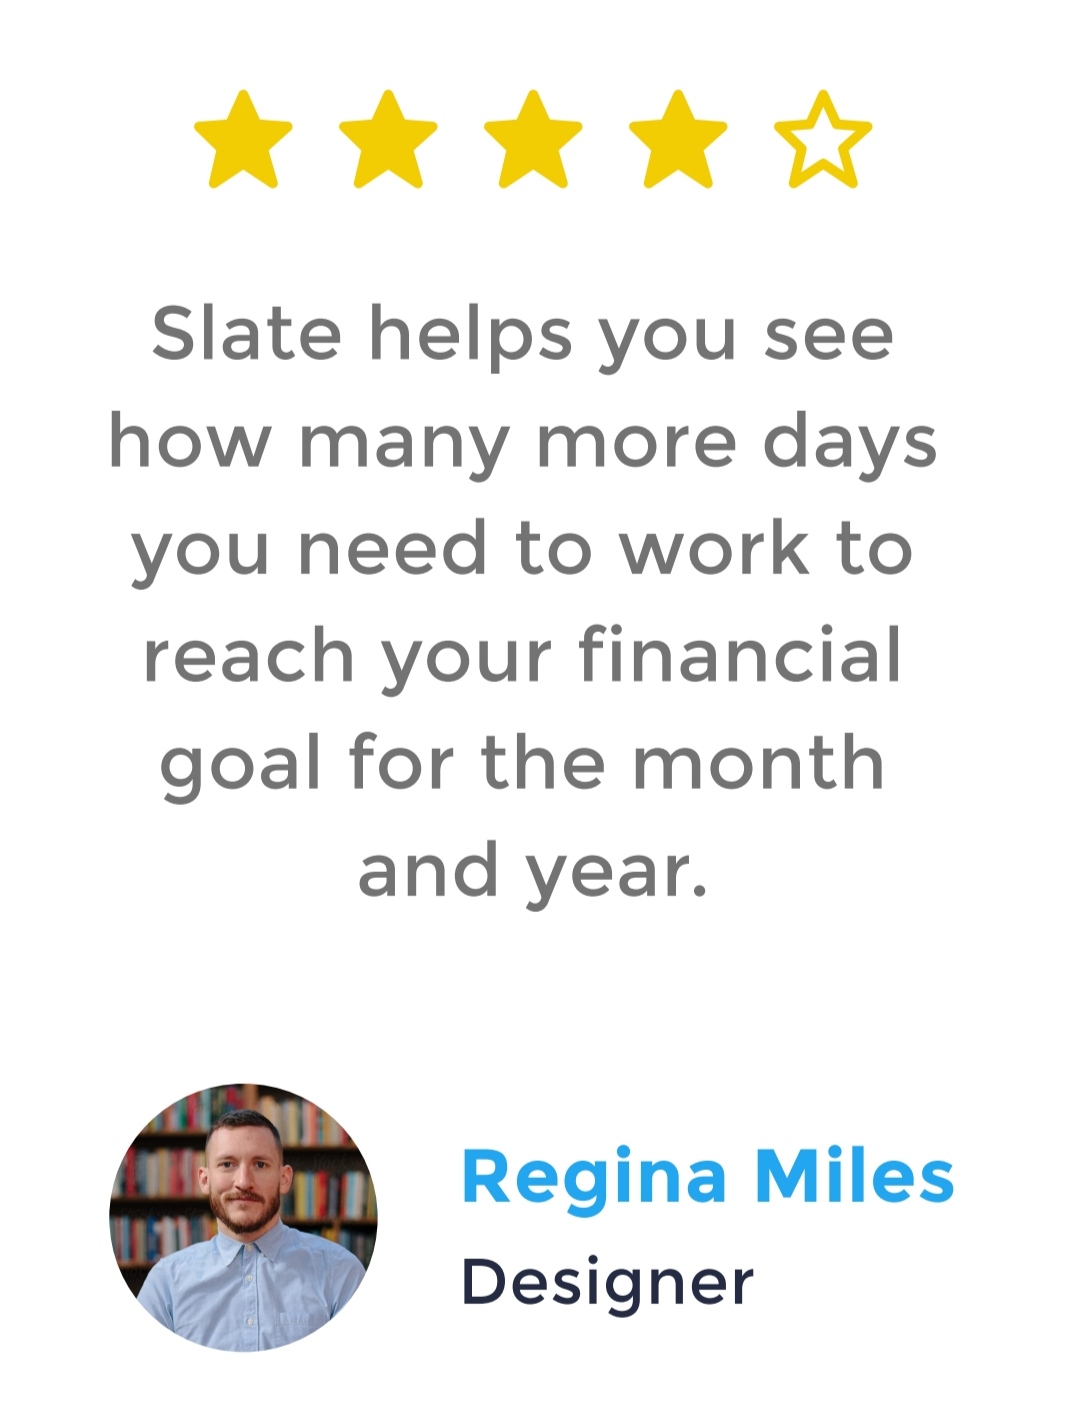 Slate helps you see
how many more days
you need to work to
reach your financial
goal for the month
and year.
Regina Miles
Designer